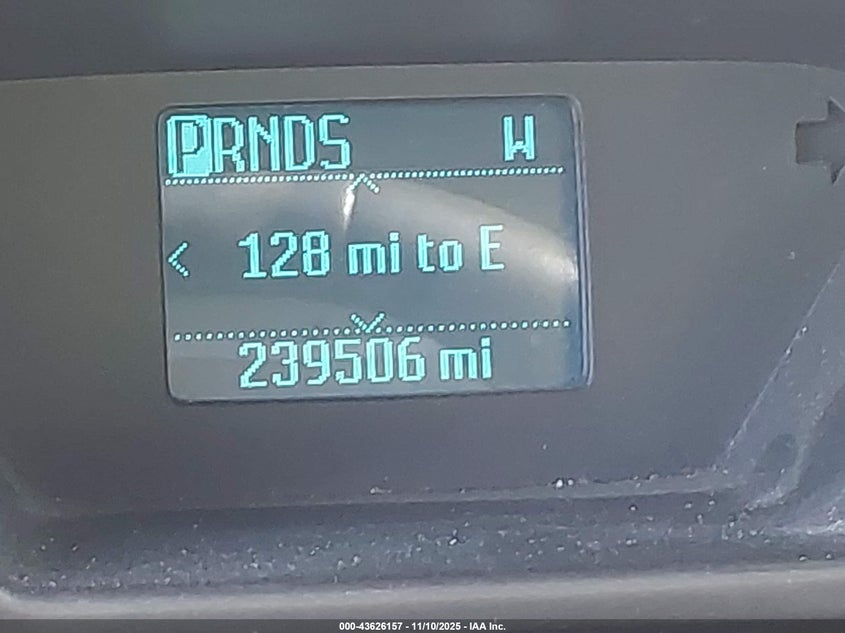 PRNDS W
< 128 mi to E
239506 mi
000-43626157 - 11/10/2025 - IAA Inc.